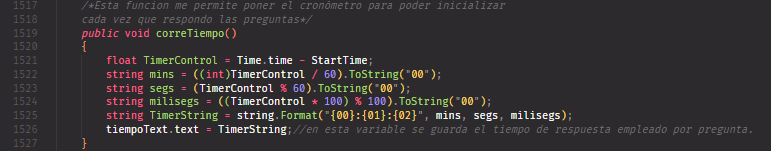 1517 /*Esta funcion me permite poner el cronómetro para poder inicializar
1518 cada vez que respondo las preguntas*/
1519 public void correTiempo()
1520 {
1521 float TimerControl = Time.time - StartTime;
1522 string mins = ((int)TimerControl / 60).ToString("00");
1523 string segs = (TimerControl % 60).ToString("00");
1524 string milisegs = ((TimerControl * 100) % 100).ToString("00");
1525 string TimerString = string.Format("{00}:{01}:{02}", mins, segs, milisegs);
1526 tiempoText.text = TimerString;//en esta variable se guarda el tiempo de respuesta empleado por pregunta.
1527 }